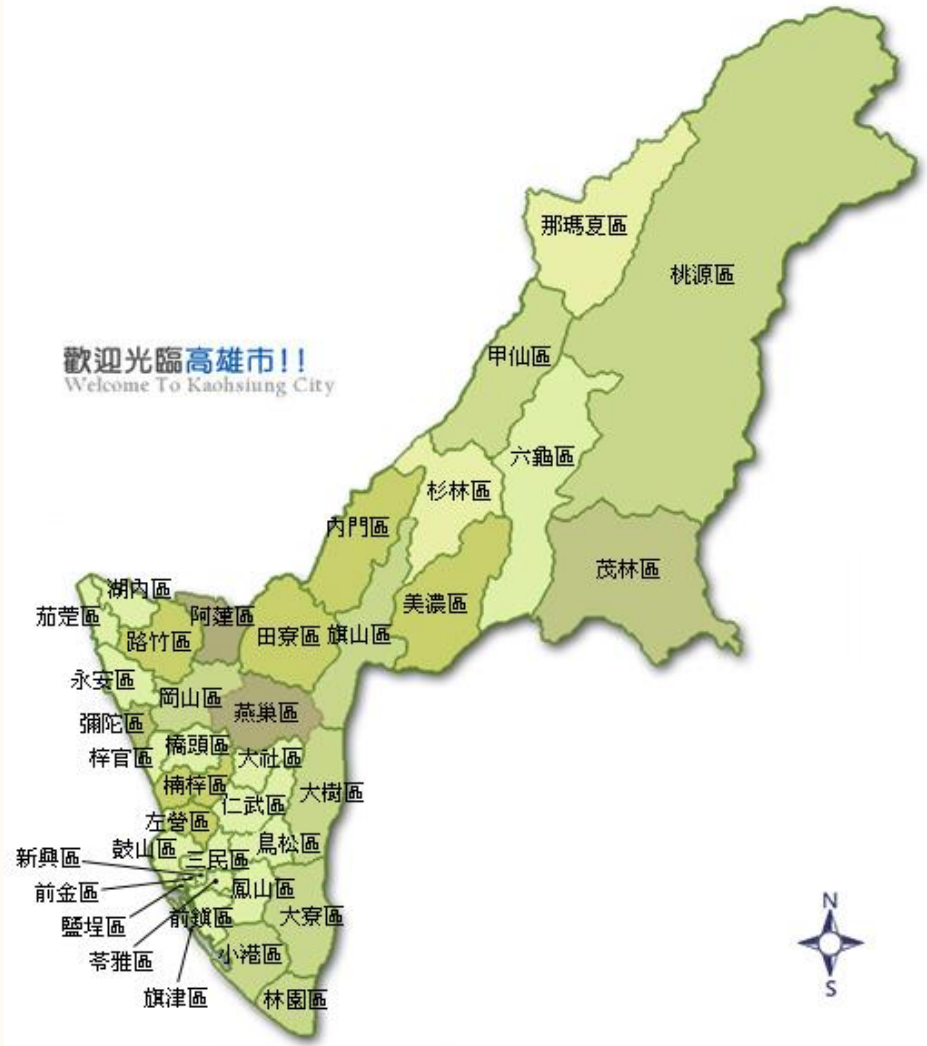 那瑪夏區
桃源區
歡迎光臨高雄市!!
Welcome To Kaohsiung City
甲仙區
六龜區
杉林區
內門區
茂林區
湖內區
美濃區
茄萣區
阿蓮區
路竹區
田寮區
旗山區
永安區
岡山區
燕巢區
彌陀區
橋頭區
梓官區
大社區
楠梓區
大樹區
仁武區
左營區
鼓山區
鳥松區
新興區
三民區
前金區
鳳山區
鹽埕區
前鎮區
大寮區
苓雅區
小港區
旗津區
林園區
N
S